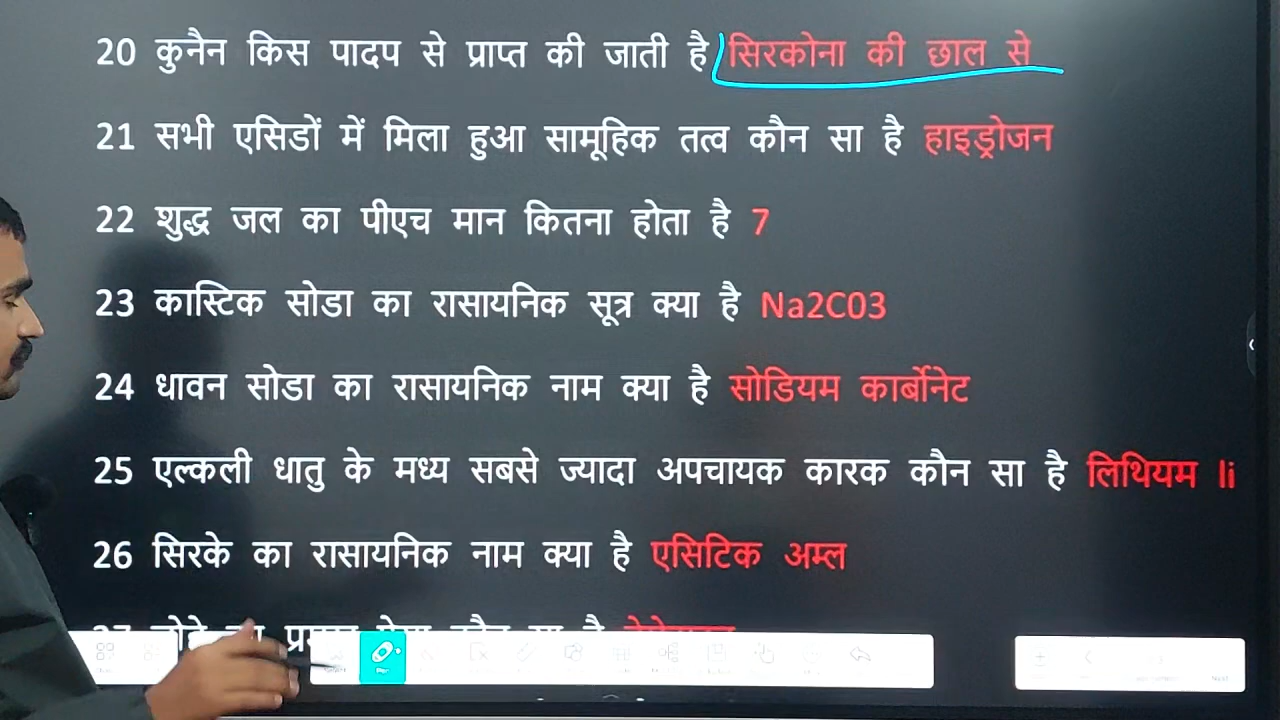 20 कुनैन किस पादप से प्राप्त की जाती है सिरकोना की छाल से
21 सभी एसिडों में मिला हुआ सामूहिक तत्व कौन सा है हाइड्रोजन
22 शुद्ध जल का पीएच मान कितना होता है 7
23 कास्टिक सोडा का रासायनिक सूत्र क्या है Na2C03
24 धावन सोडा का रासायनिक नाम क्या है सोडियम कार्बोनेट
25 एल्कली धातु के मध्य सबसे ज्यादा अपचायक कारक कौन सा है लिथियम li
26 सिरके का रासायनिक नाम क्या है एसिटिक अम्ल